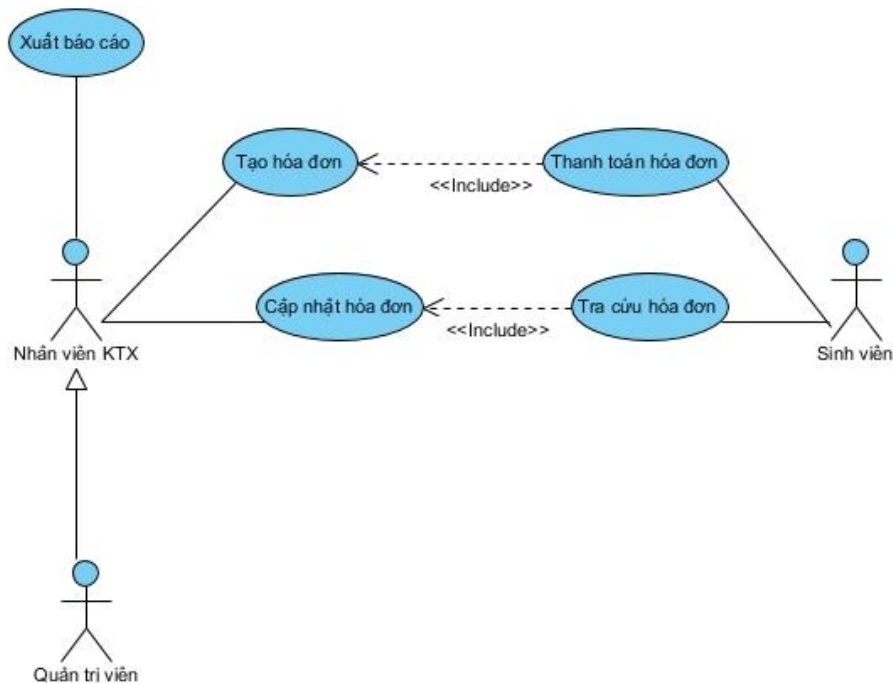 Xuất báo cáo
Tạo hóa đơn
Thanh toán hóa đơn
<<Include>>
Cập nhật hóa đơn
Tra cứu hóa đơn
<<Include>>
Nhân viên KTX
Sinh viên
Quản trị viên